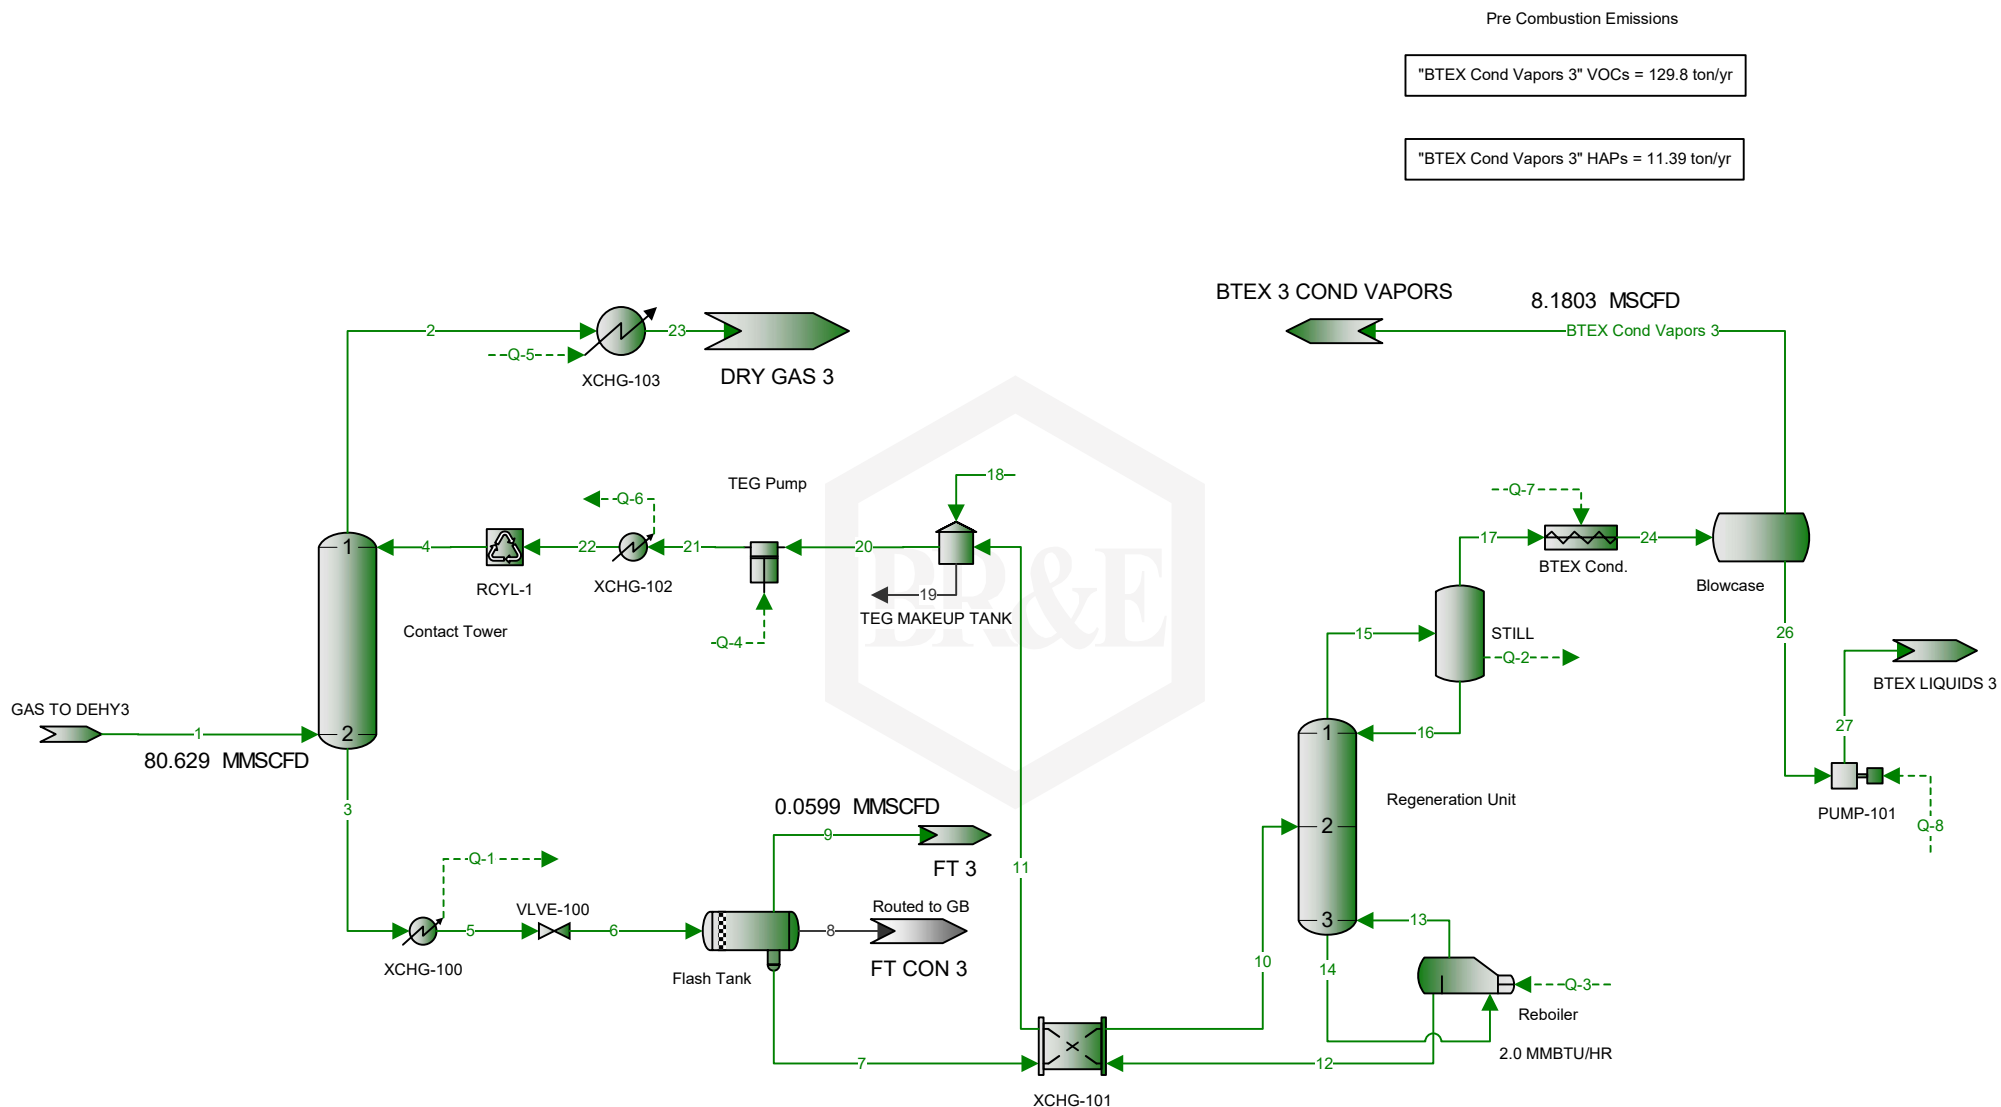 Pre Combustion Emissions
"BTEX Cond Vapors 3" VOCs = 129.8 ton/yr
"BTEX Cond Vapors 3" HAPs = 11.39 ton/yr
BTEX 3 COND VAPORS
8.1803 MSCFD
BTEX Cond Vapors 3
2
23
Q-5
XCHG-103
DRY GAS 3
TEG Pump
18
Q-6
Q-7
1
4
22
21
20
17
24
RCYL-1
XCHG-102
BTEX Cond.
Blowcase
19
TEG MAKEUP TANK
BR&E
Contact Tower
Q-4
15
STILL
Q-2
26
BTEX LIQUIDS 3
GAS TO DEHY3
1
2
80.629 MMSCFD
1
16
27
3
0.0599 MMSCFD
9
FT 3
Regeneration Unit
2
PUMP-101
Q-8
Q-1
11
VLVE-100
Routed to GB
5
6
8
3
13
XCHG-100
Flash Tank
FT CON 3
10
14
Q-3
Reboiler
2.0 MMBTU/HR
7
12
XCHG-101